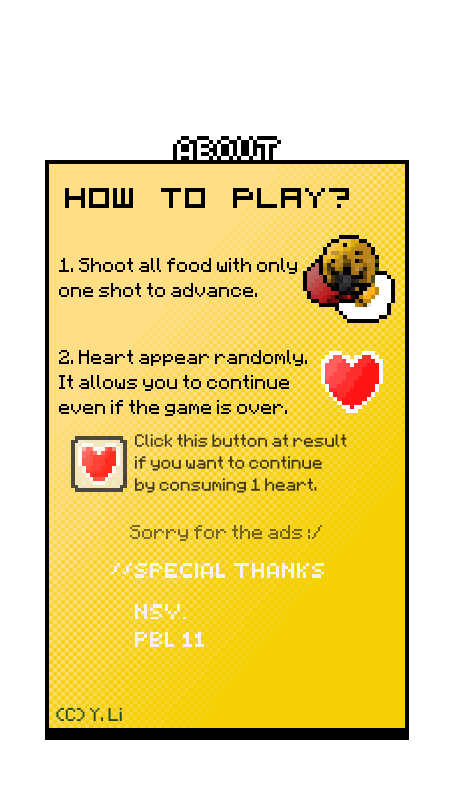 ABOUT
HOW TO PLAY?
1. Shoot all food with only
one shot to advance.
2. Heart appear randomly.
It allows you to continue
even if the game is over.
Click this button at result
if you want to continue
by consuming 1 heart.
Sorry for the ads :/
//SPECIAL THANKS
NSV.
PBL 11
(C) Y. Li